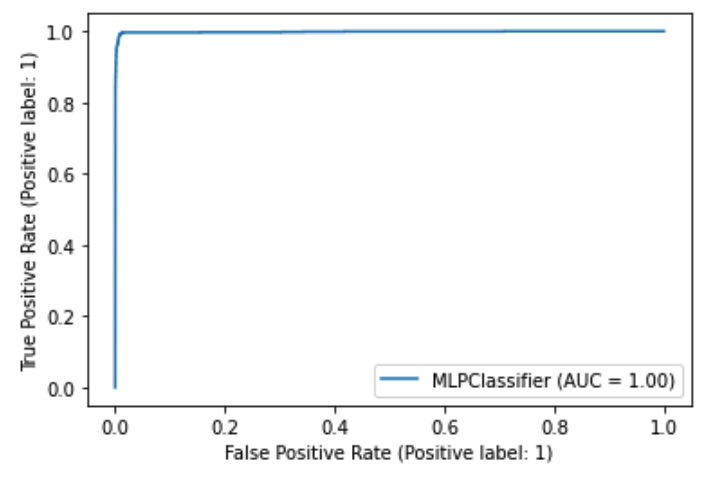 1.0
0.8
0.6
0.4
0.2
0.0
True Positive Rate (Positive label: 1)
MLPClassifier (AUC = 1.00)
0.0 0.2 0.4 0.6 0.8 1.0
False Positive Rate (Positive label: 1)